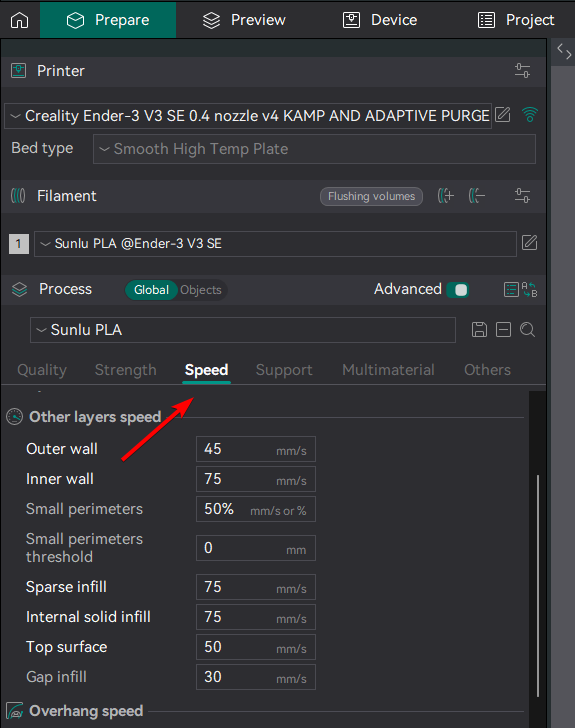 Prepare Preview Device Project
Printer
Creality Ender-3 V3 SE 0.4 nozzle v4 KAMP AND ADAPTIVE PURGE
Bed type Smooth High Temp Plate
Filament Flushing volumes
1 Sunlu PLA @Ender-3 V3 SE
Process Global Objects Advanced A B
Sunlu PLA
Quality Strength Speed Support Multimaterial Others
Other layers speed
Outer wall 45 mm/s
Inner wall 75 mm/s
Small perimeters 50% mm/s or %
Small perimeters
threshold 0 mm
Sparse infill 75 mm/s
Internal solid infill 75 mm/s
Top surface 50 mm/s
Gap infill 30 mm/s
Overhang speed